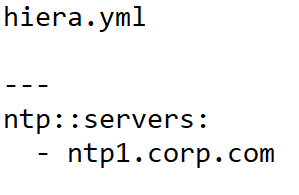 hiera.yml
---
ntp::servers:
  - ntp1.corp.com